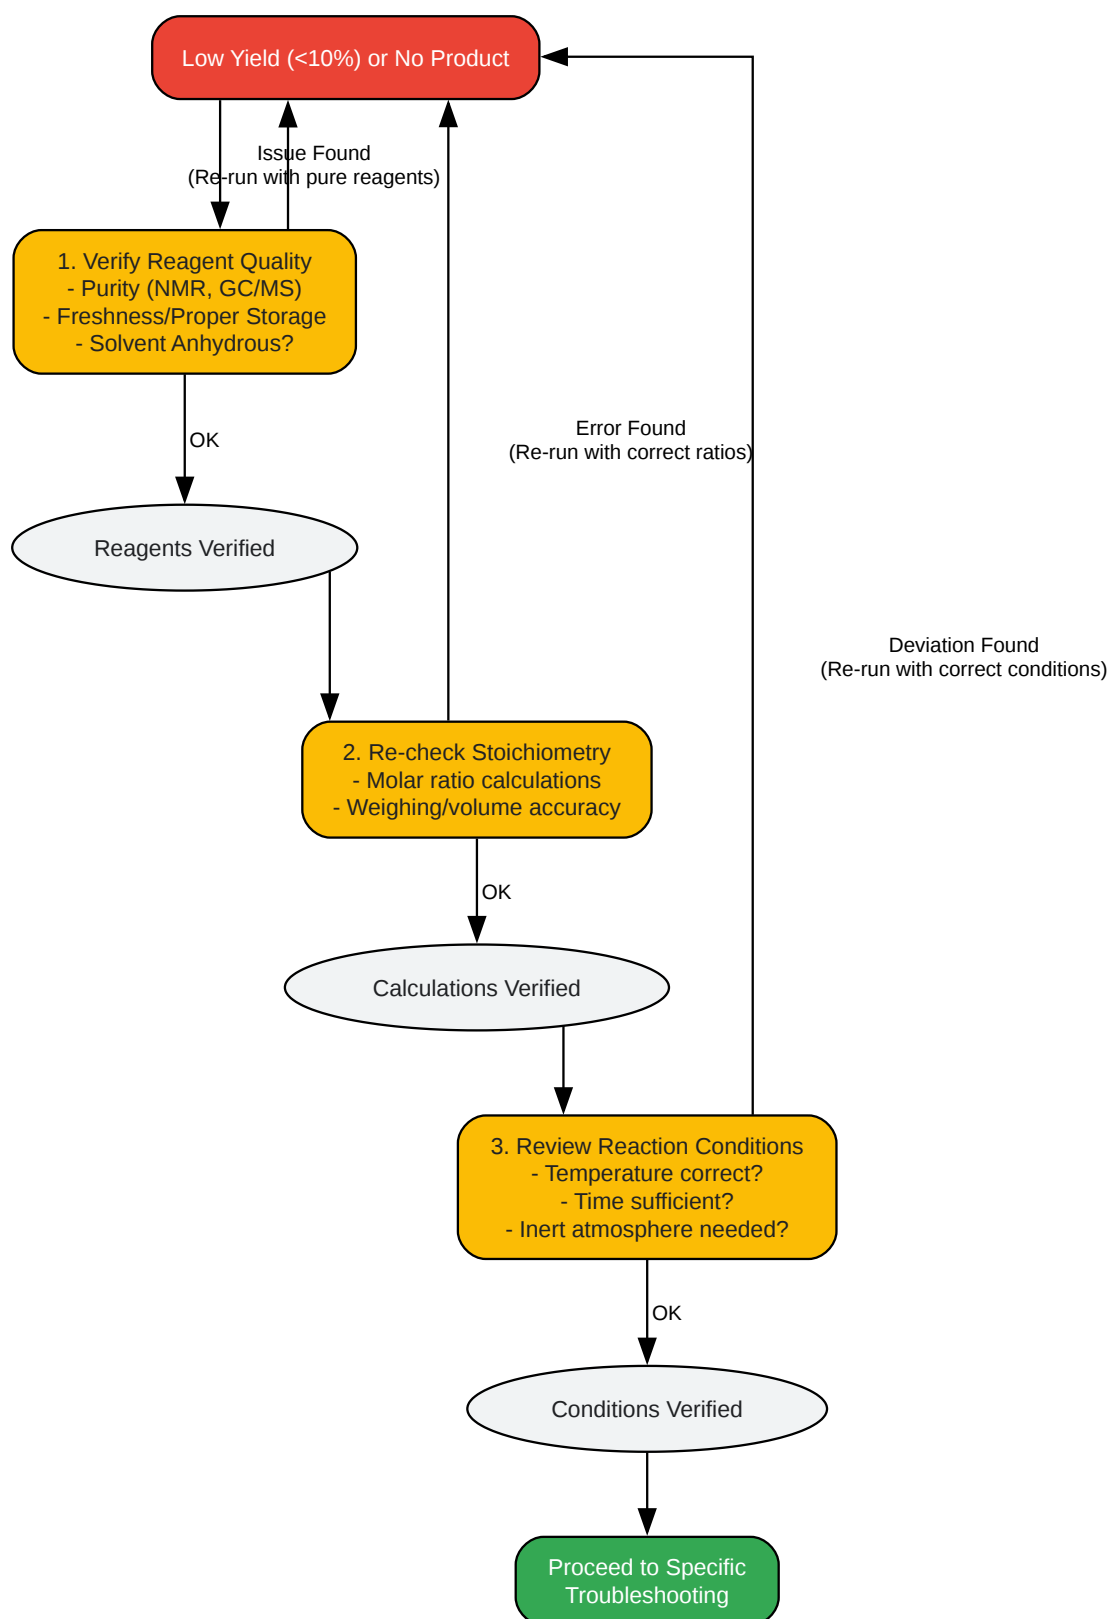 Low Yield (<10%) or No Product
Issue Found
(Re-run with pure reagents)
1. Verify Reagent Quality
- Purity (NMR, GC/MS)
- Freshness/Proper Storage
- Solvent Anhydrous?
OK
Error Found
(Re-run with correct ratios)
Reagents Verified
Deviation Found
(Re-run with correct conditions)
2. Re-check Stoichiometry
- Molar ratio calculations
- Weighing/volume accuracy
OK
Calculations Verified
3. Review Reaction Conditions
- Temperature correct?
- Time sufficient?
- Inert atmosphere needed?
OK
Conditions Verified
Proceed to Specific
Troubleshooting